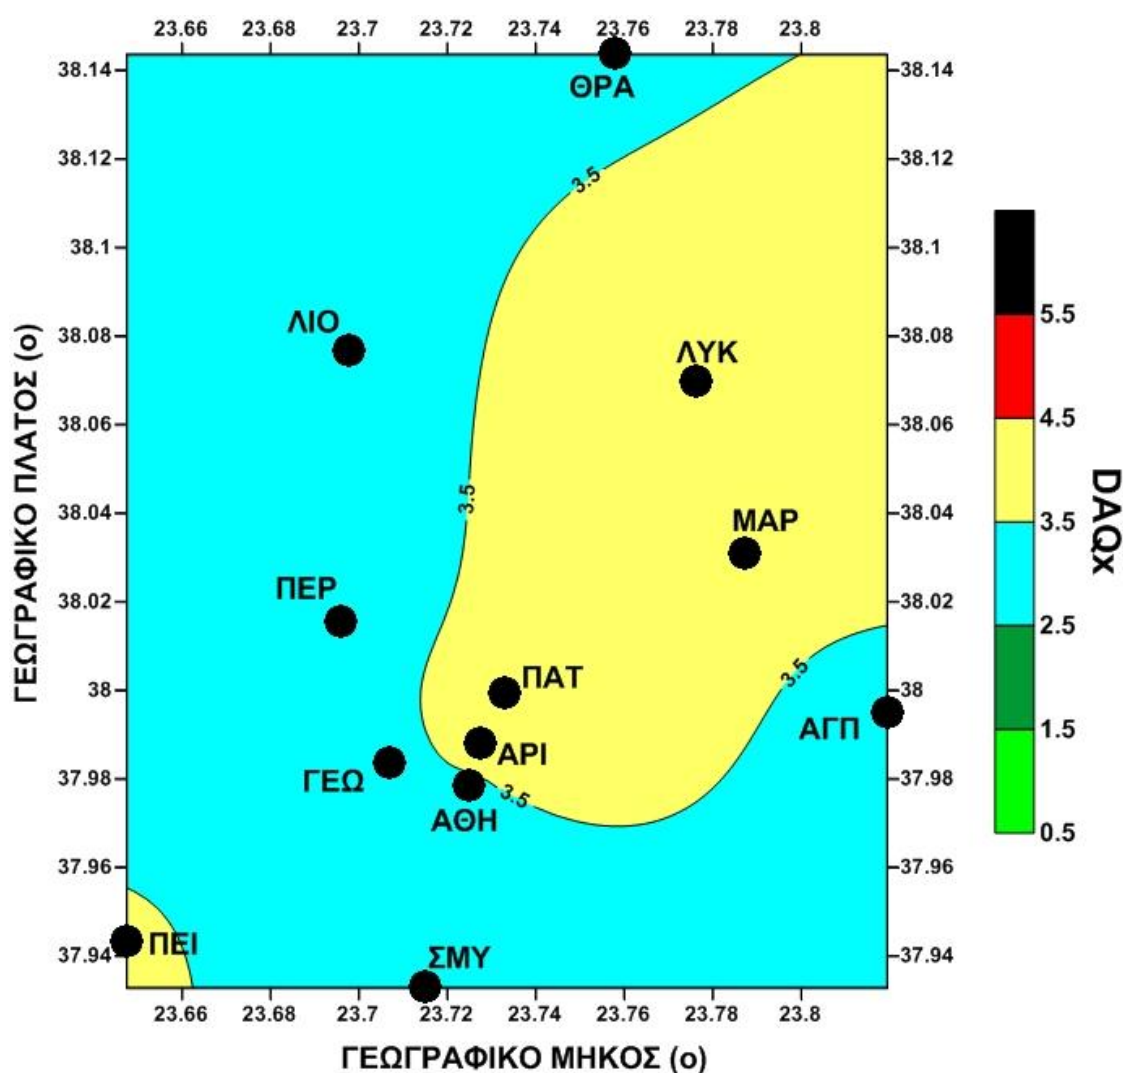 23.66 23.68 23.7 23.72 23.74 23.76 23.78 23.8
38.14 38.14
ΘΡΑ
38.12 38.12
3.5
38.1 38.1
ΛΙΟ
38.08 38.08
5.5
ΛΥΚ
38.06 38.06
4.5
3.5
38.04 38.04
ΜΑΡ
3.5
ΠΕΡ
38.02 38.02
2.5
3.5
ΠΑΤ
38 38
ΑΓΠ
1.5
ΑΡΙ
ΓΕΩ
37.98 37.98
3.5
ΑΘΗ
0.5
37.96 37.96
ΠΕΙ
37.94 37.94
ΣΜΥ
23.66 23.68 23.7 23.72 23.74 23.76 23.78 23.8
ΓΕΩΓΡΑΦΙΚΟ ΜΗΚΟΣ (ο)
ΓΕΩΓΡΑΦΙΚΟ ΠΛΑΤΟΣ (ο)
DAQx